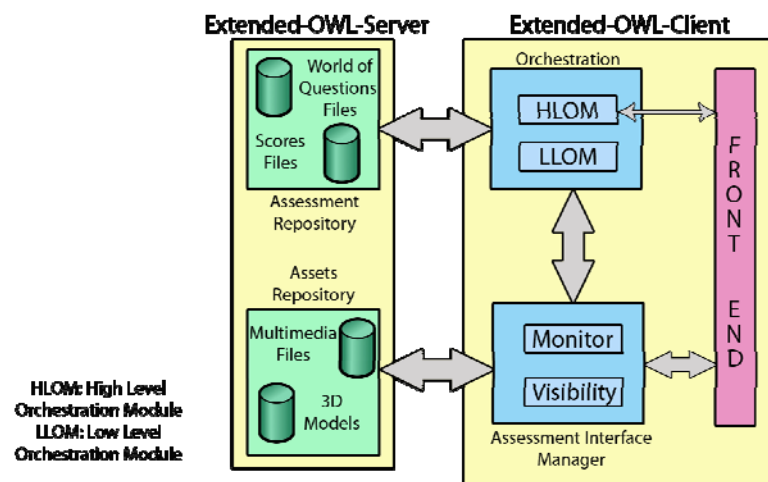 Extended-OWL-Server
World of
Questions
Files
Scores
Files
Assessment
Repository
Assets
Repository
Multimedia
Files
3D
Models
Extended-OWL-Client
Orchestration
HLOM
LLOM
Monitor
Visibility
Assessment Interface
Manager
FRONT END
HLOM: High Level
Orchestration Module
LLOM: Low Level
Orchestration Module